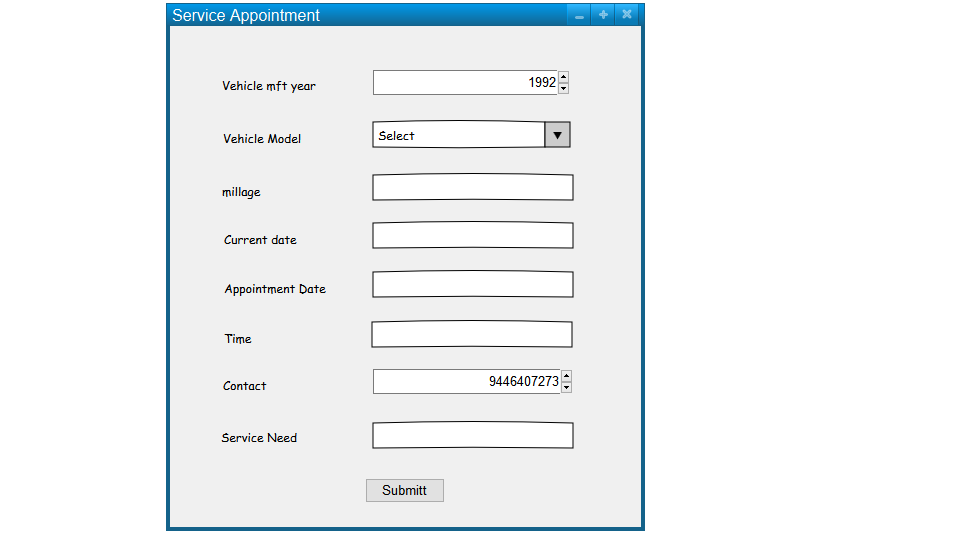 Service Appointment
Vehicle mft year 1992
Vehicle Model Select
millage
Current date
Appointment Date
Time
Contact 9446407273
Service Need
Submitt